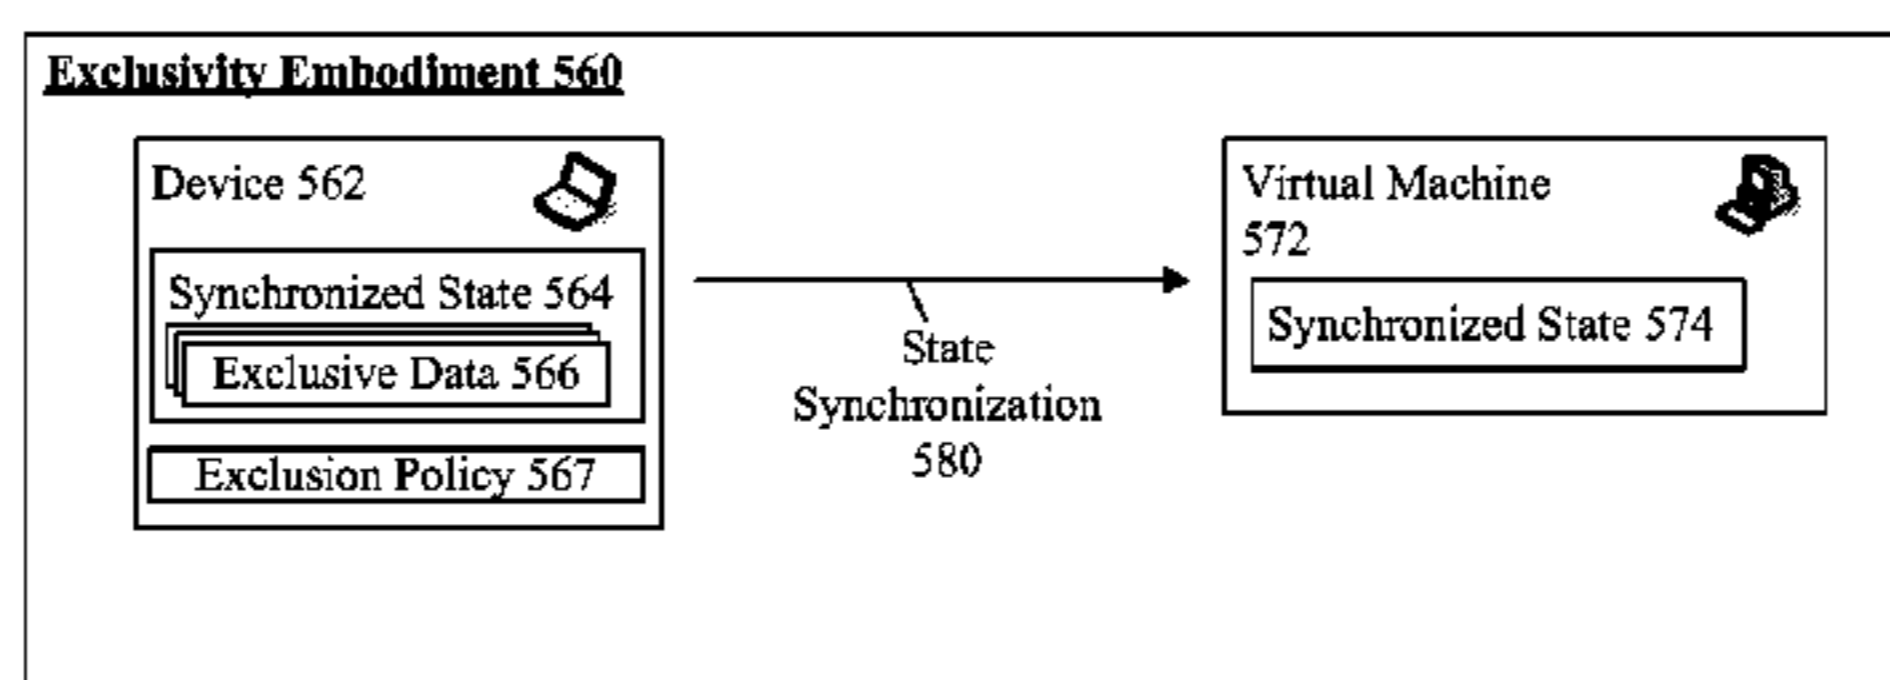 Exclusivity Embodiment 560
Device 562
Synchronized State 564
Exclusive Data 566
Exclusion Policy 567
State
Synchronization
580
Virtual Machine
572
Synchronized State 574